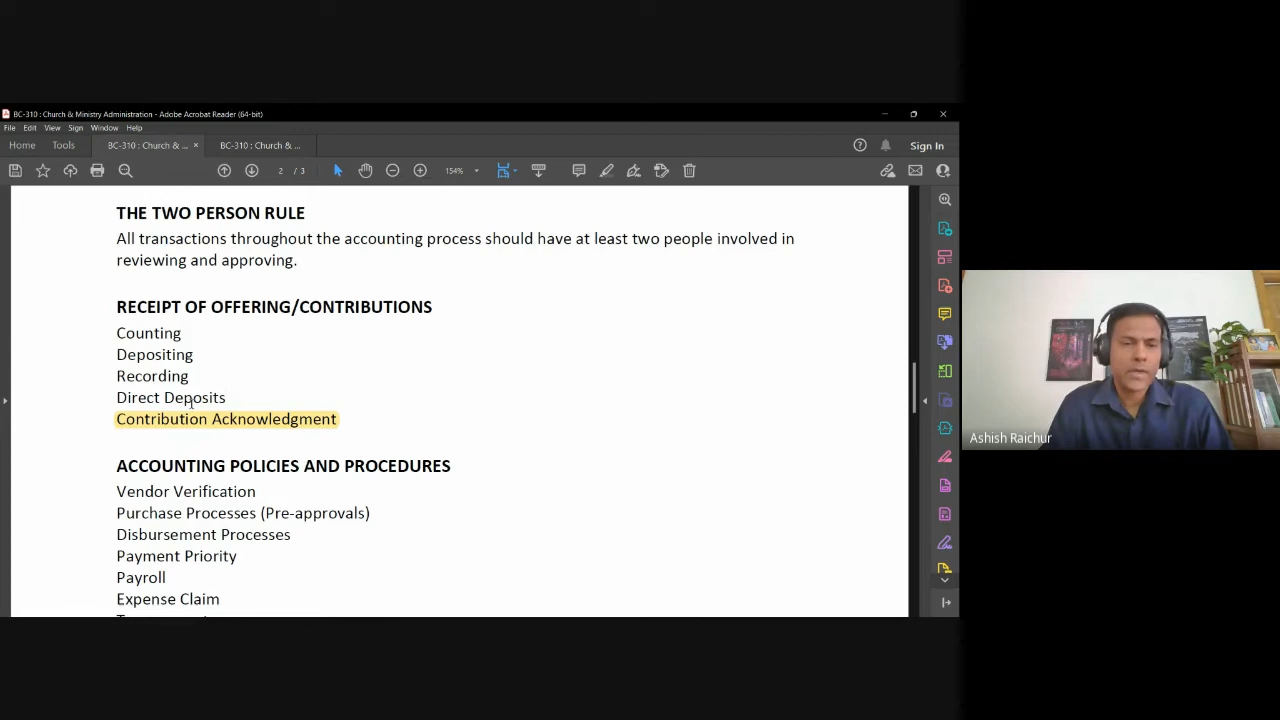 BC-310 : Church & Ministry Administration - Adobe Acrobat Reader (64-bit)
File Edit View Sign Window Help
Home Tools BC-310 : Church & ... × BC-310 : Church & ... Sign In
2 / 3 154%
THE TWO PERSON RULE
All transactions throughout the accounting process should have at least two people involved in
reviewing and approving.
RECEIPT OF OFFERING/CONTRIBUTIONS
Counting
Depositing
Recording
Direct Deposits
Contribution Acknowledgment
ACCOUNTING POLICIES AND PROCEDURES
Vendor Verification
Purchase Processes (Pre-approvals)
Disbursement Processes
Payment Priority
Payroll
Expense Claim
Ashish Raichur